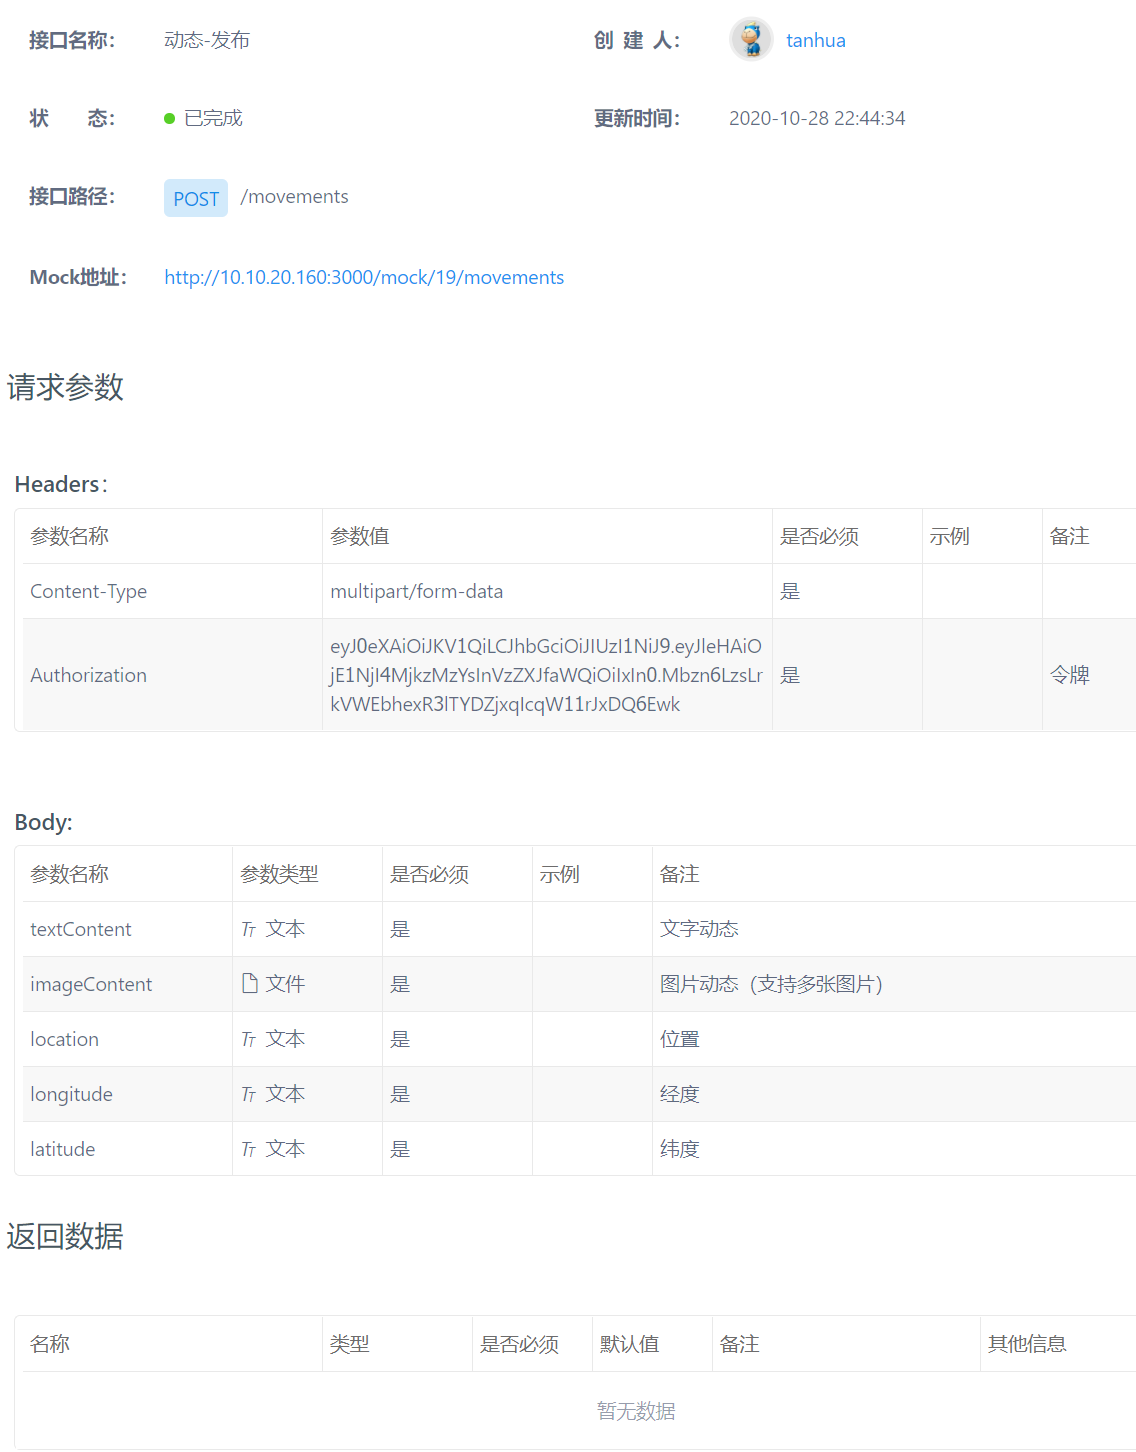 接口名称： 动态-发布 创 建 人： tanhua
状 态： 已完成 更新时间： 2020-10-28 22:44:34
接口路径： POST /movements
Mock地址： http://10.10.20.160:3000/mock/19/movements
请求参数
Headers：
参数名称 参数值 是否必须 示例 备注
Content-Type multipart/form-data 是
eyJ0eXAiOiJKV1QiLCJhbGciOiJIUzI1NiJ9.eyJleHAiO
Authorization jE1NjI4MjkzMzYsInVzZXJfaWQiOiIxIn0.Mbzn6LzsLr 是 令牌
kVWEbhexR3lTYDZjxqIcqW11rJxDQ6Ewk
Body:
参数名称 参数类型 是否必须 示例 备注
textContent TT 文本 是 文字动态
imageContent 文件 是 图片动态（支持多张图片）
location TT 文本 是 位置
longitude TT 文本 是 经度
latitude TT 文本 是 纬度
返回数据
名称 类型 是否必须 默认值 备注 其他信息
暂无数据